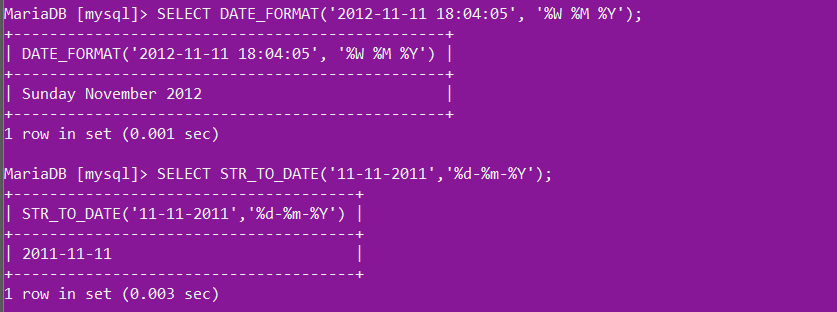 MariaDB [mysql]> SELECT DATE_FORMAT('2012-11-11 18:04:05', '%W %M %Y');
+------------------------------------------------+
| DATE_FORMAT('2012-11-11 18:04:05', '%W %M %Y') |
+------------------------------------------------+
| Sunday November 2012                           |
+------------------------------------------------+
1 row in set (0.001 sec)

MariaDB [mysql]> SELECT STR_TO_DATE('11-11-2011','%d-%m-%Y');
+--------------------------------------+
| STR_TO_DATE('11-11-2011','%d-%m-%Y') |
+--------------------------------------+
| 2011-11-11                           |
+--------------------------------------+
1 row in set (0.003 sec)